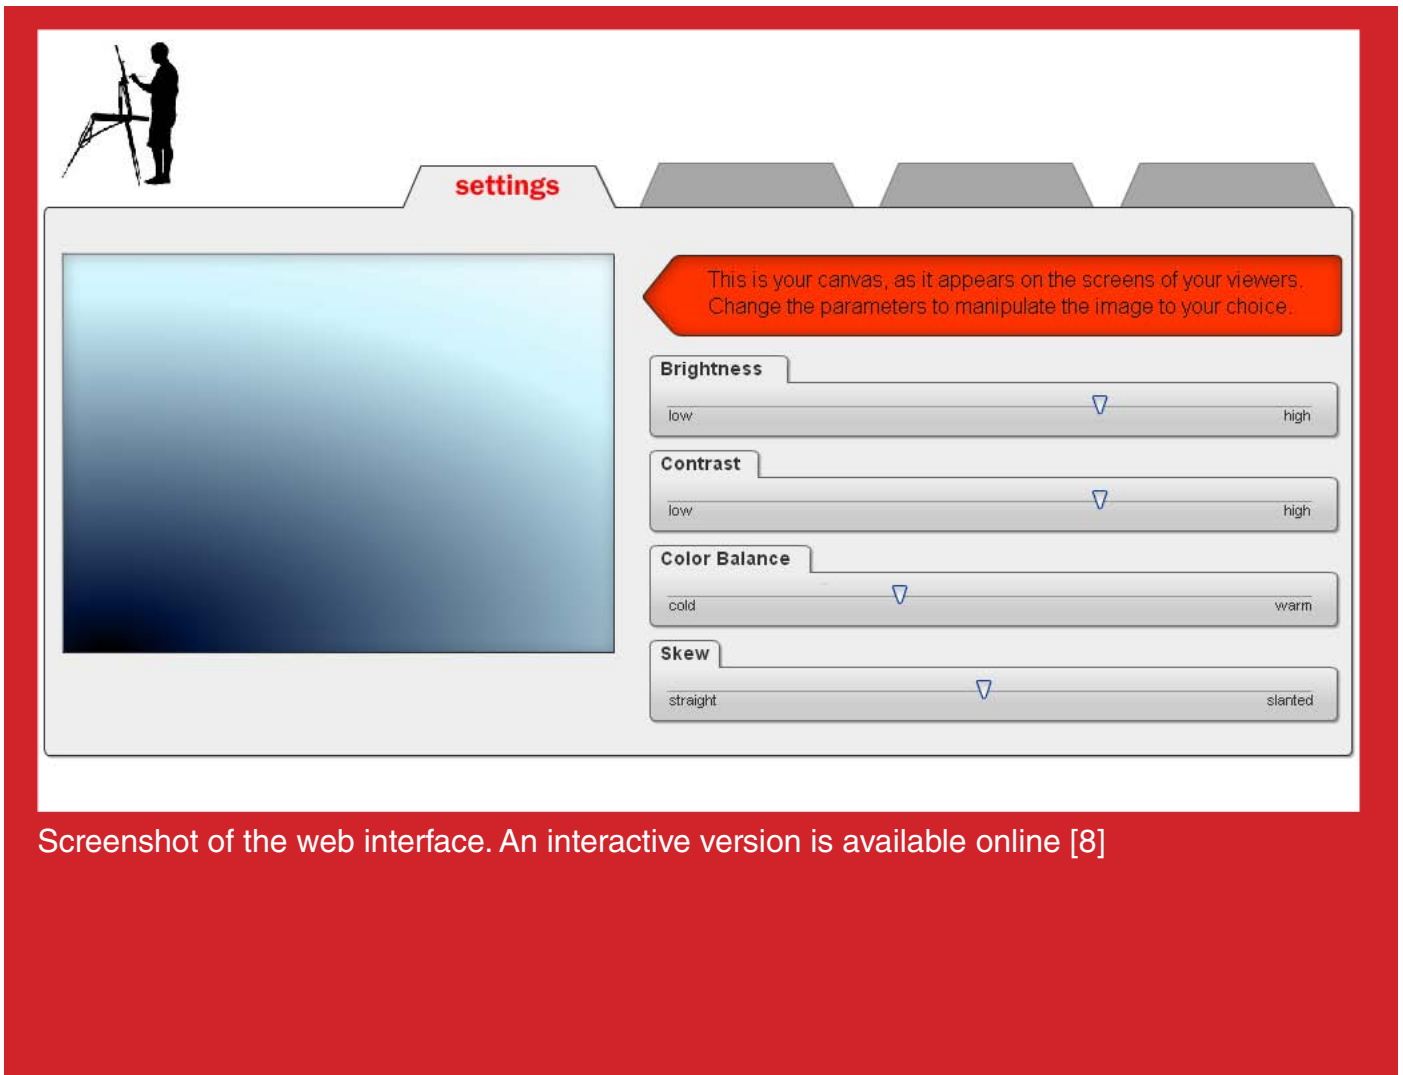 settings
This is your canvas, as it appears on the screens of your viewers.
Change the parameters to manipulate the image to your choice.
Brightness
low high
Contrast
low high
Color Balance
cold warm
Skew
straight slanted
Screenshot of the web interface. An interactive version is available online [8]